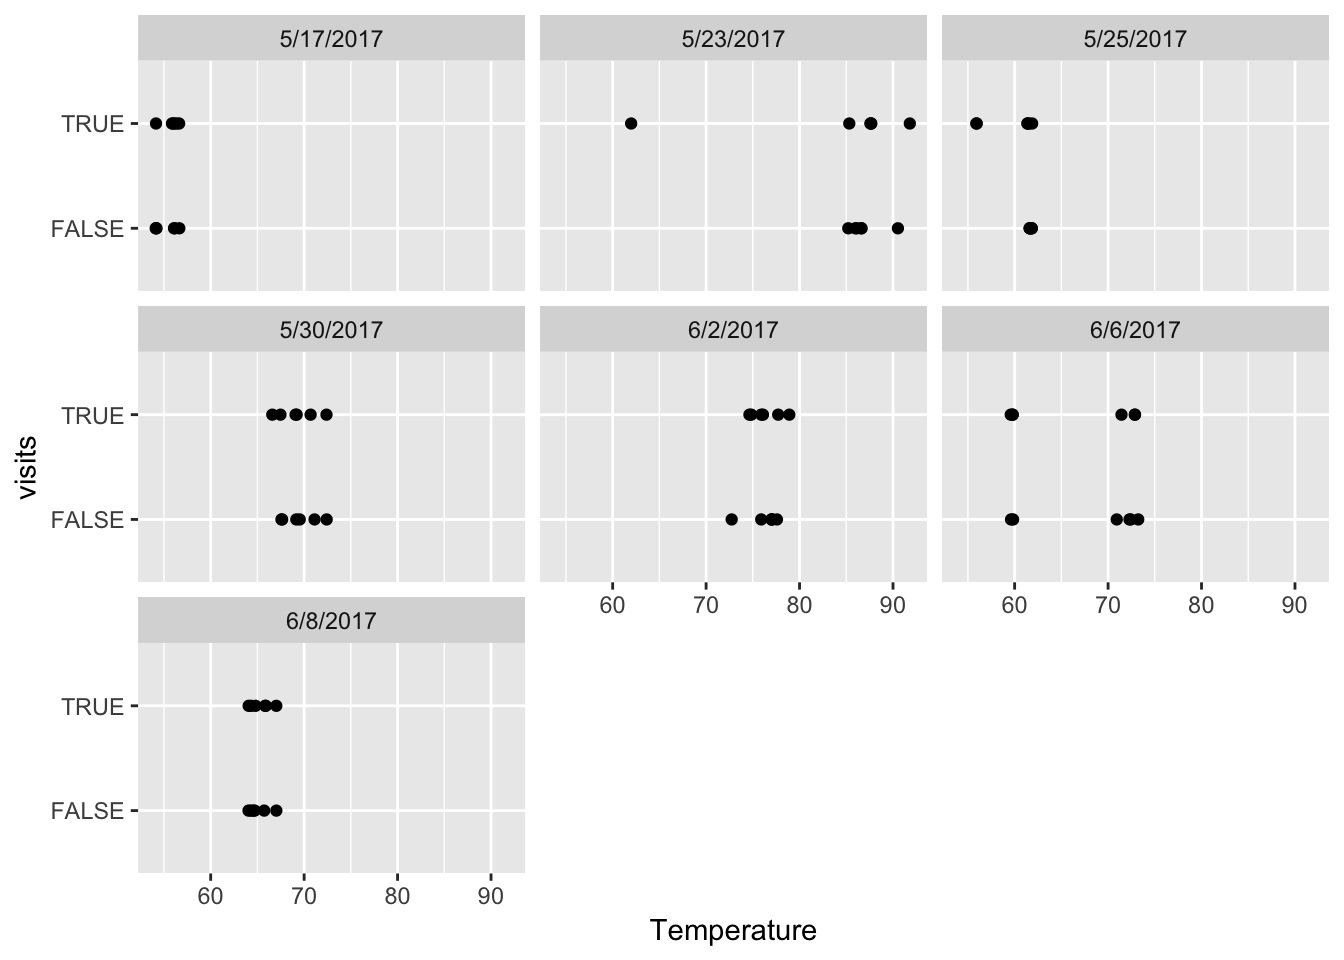 5/17/2017
5/23/2017
5/25/2017
TRUE
FALSE
5/30/2017
6/2/2017
6/6/2017
TRUE
FALSE
60 70 80 90
60 70 80 90
6/8/2017
TRUE
FALSE
60 70 80 90
visits
Temperature